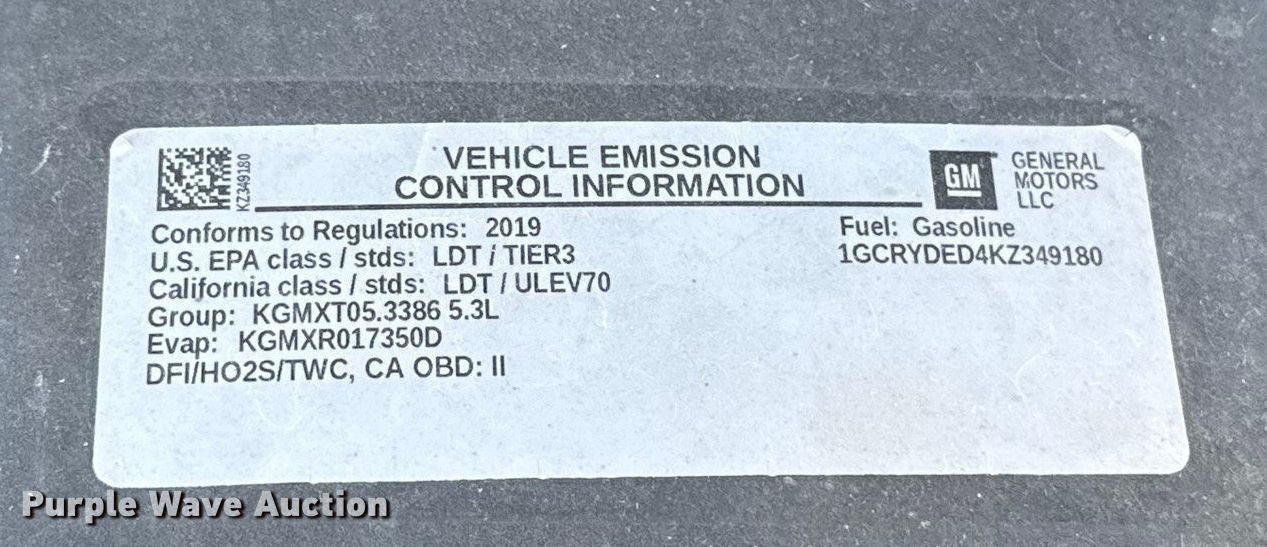 KZ349180
VEHICLE EMISSION
CONTROL INFORMATION
GM
GENERAL
MOTORS
LLC
Conforms to Regulations: 2019
U.S. EPA class / stds: LDT / TIER3
California class / stds: LDT / ULEV70
Group: KGMXT05.3386 5.3L
Evap: KGMXR017350D
DFI/HO2S/TWC, CA OBD: II
Fuel: Gasoline
1GCRYDED4KZ349180
Purple Wave Auction